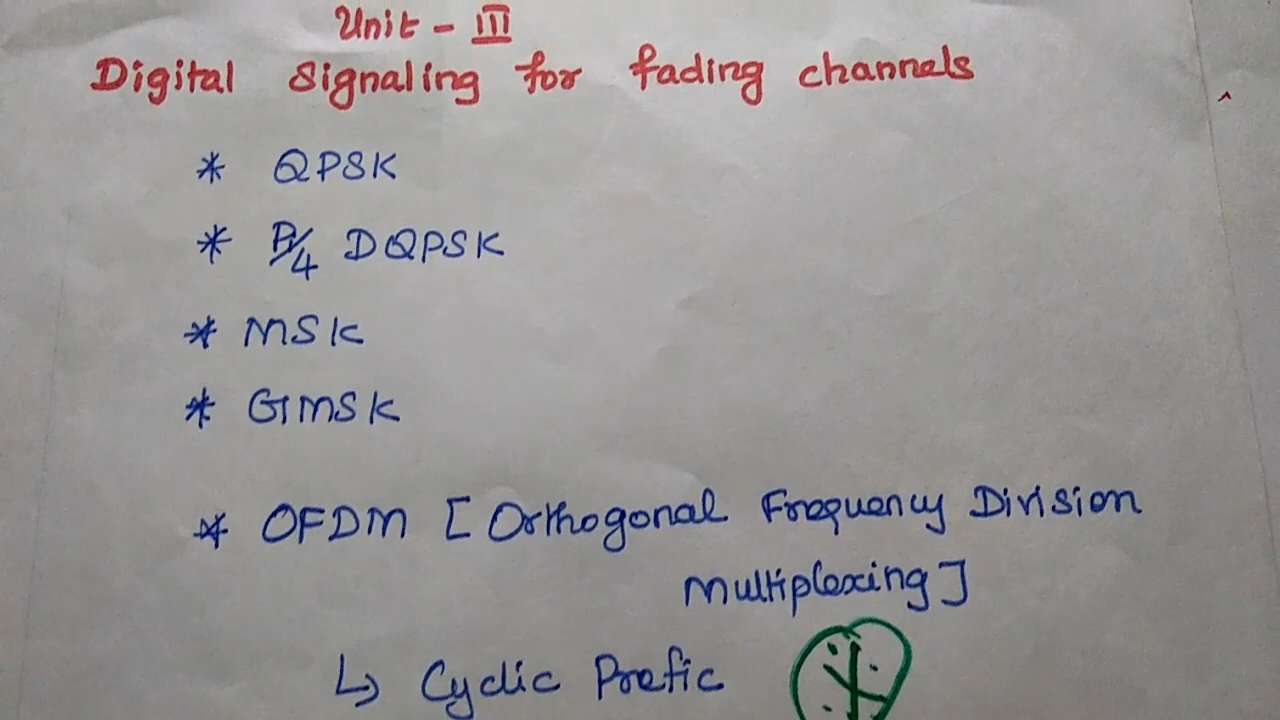 Unit - III
Digital Signaling for fading channels
* QPSK
* Pi/4 DQPSK
* MSK
* GMSK
* OFDM [Orthogonal Frequency Division
Multiplexing]
↳ Cyclic Prefic